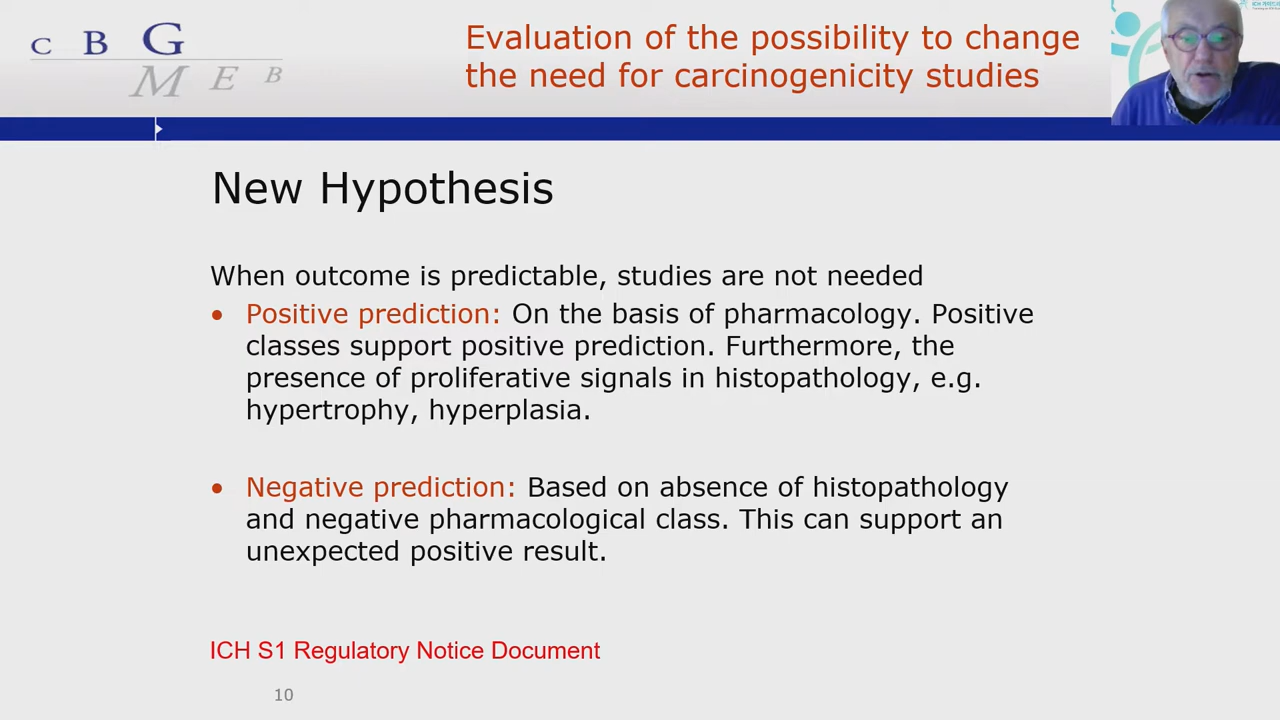 C B G
M E B
Evaluation of the possibility to change
the need for carcinogenicity studies
New Hypothesis
When outcome is predictable, studies are not needed
• Positive prediction: On the basis of pharmacology. Positive
classes support positive prediction. Furthermore, the
presence of proliferative signals in histopathology, e.g.
hypertrophy, hyperplasia.
• Negative prediction: Based on absence of histopathology
and negative pharmacological class. This can support an
unexpected positive result.
ICH S1 Regulatory Notice Document
10